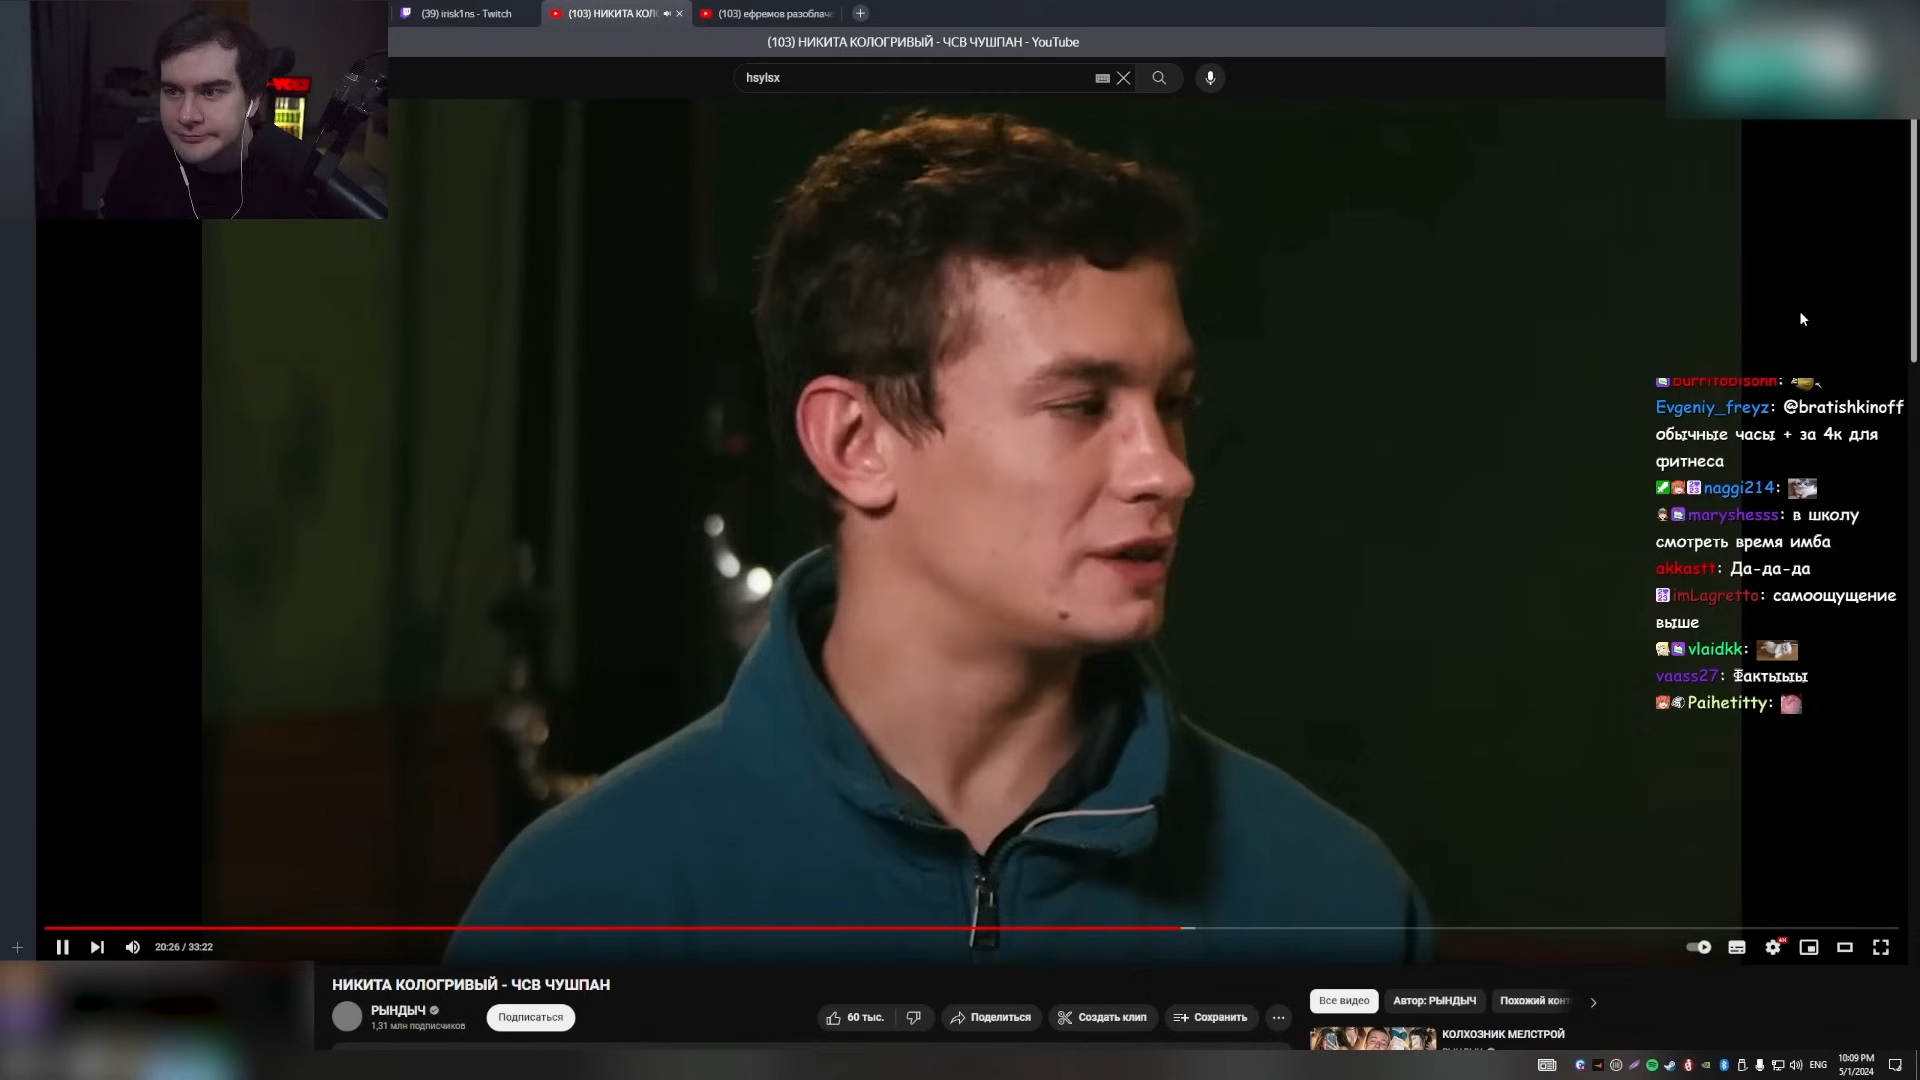 (39) irisk1ns - Twitch
(103) НИКИТА КОЛО
(103) ефремов разоблаче
(103) НИКИТА КОЛОГРИВЫЙ - ЧСВ ЧУШПАН - YouTube
hsylsx
burritobisonn:
Evgeniy_freyz: @bratishkinoff
обычные часы + за 4к для
фитнеса
naggi214:
maryshesss: в школу
смотреть время имба
akkastt: Да-да-да
imLagretto: самоощущение
выше
vlaidkk:
vaass27: Фактыыы
Paihetitty:
20:26 / 33:22
НИКИТА КОЛОГРИВЫЙ - ЧСВ ЧУШПАН
РЫНДЫЧ
1,31 млн подписчиков
Подписаться
60 тыс.
Поделиться
Создать клип
Сохранить
Все видео
Автор: РЫНДЫЧ
Похожий конт
КОЛХОЗНИК МЕЛСТРОЙ
ENG
10:09 PM
5/1/2024